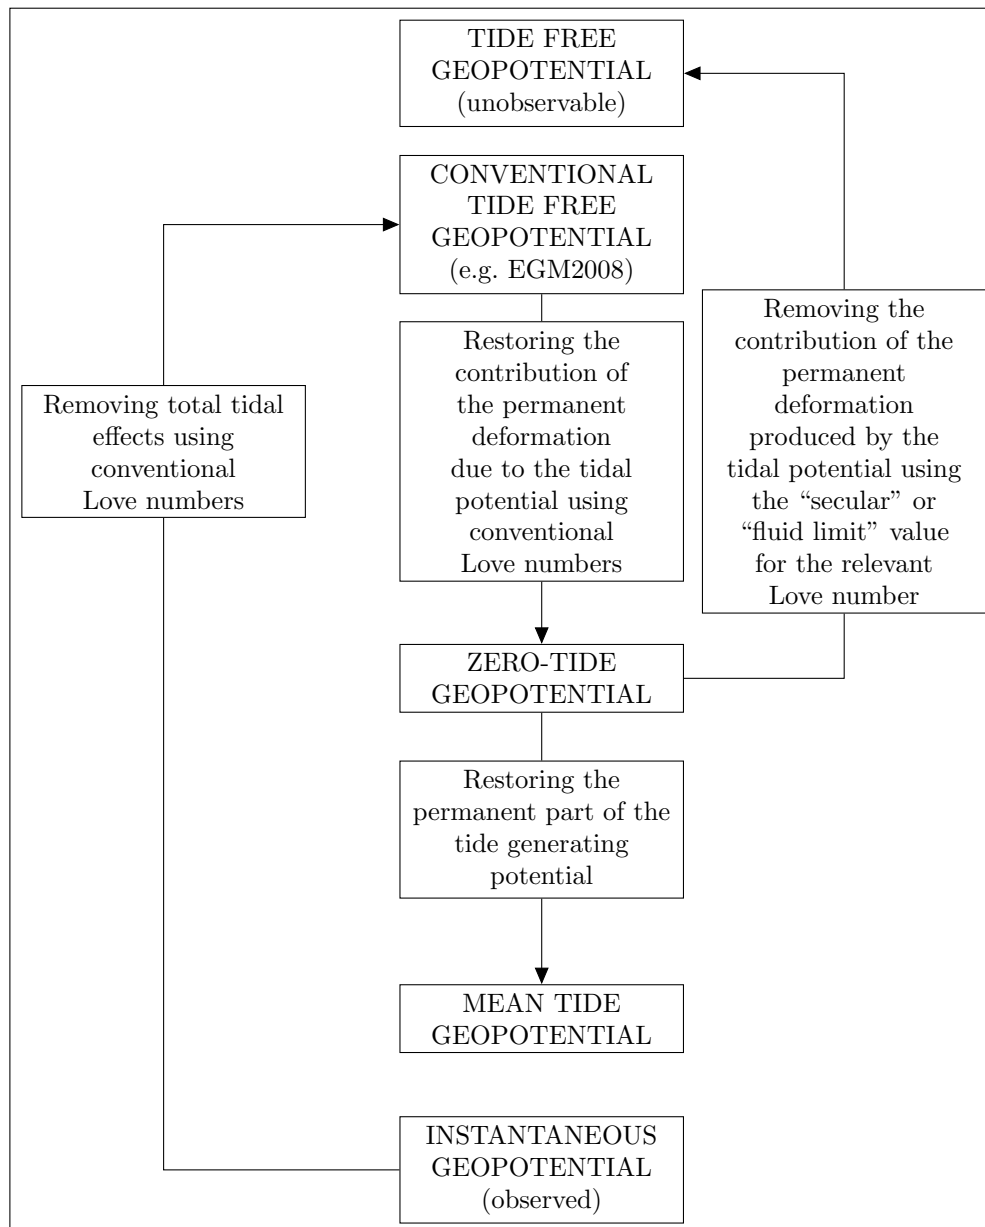 TIDE FREE
GEOPOTENTIAL
(unobservable)
CONVENTIONAL
TIDE FREE
GEOPOTENTIAL
(e.g. EGM2008)
Restoring the
contribution of
the permanent
deformation
due to the tidal
potential using
conventional
Love numbers
Removing the
contribution of the
permanent
deformation
produced by the
tidal potential using
the “secular” or
“fluid limit” value
for the relevant
Love number
Removing total tidal
effects using
conventional
Love numbers
ZERO-TIDE
GEOPOTENTIAL
Restoring the
permanent part of the
tide generating
potential
MEAN TIDE
GEOPOTENTIAL
INSTANTANEOUS
GEOPOTENTIAL
(observed)